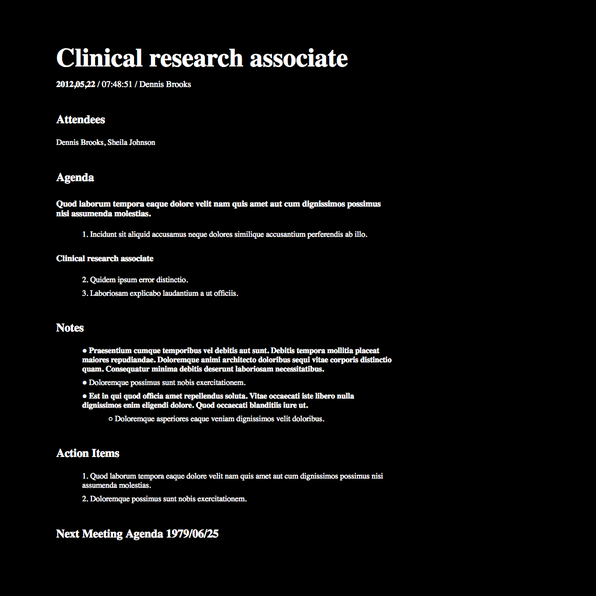 Clinical research associate
2012,05,22 / 07:48:51 / Dennis Brooks
Attendees
Dennis Brooks, Sheila Johnson
Agenda
Quod laborum tempora eaque dolore velit nam quis amet aut cum dignissimos possimus
nisi assumenda molestias.
1. Incidunt sit aliquid accusamus neque dolores similique accusantium perferendis ab illo.
Clinical research associate
2. Quidem ipsum error distinctio.
3. Laboriosam explicabo laudantium a ut officiis.
Notes
● Praesentium cumque temporibus vel debitis aut sunt. Debitis tempora mollitia placeat
maiores repudiandae. Doloremque animi architecto doloribus sequi vitae corporis distinctio
quam. Consequatur minima debitis deserunt laboriosam necessitatibus.
● Doloremque possimus sunt nobis exercitationem.
● Est in qui quod officia amet repellendus soluta. Vitae occaecati iste libero nulla
dignissimos enim eligendi dolore. Quod occaecati blanditiis iure ut.
○ Doloremque asperiores eaque veniam dignissimos velit doloribus.
Action Items
1. Quod laborum tempora eaque dolore velit nam quis amet aut cum dignissimos possimus nisi
assumenda molestias.
2. Doloremque possimus sunt nobis exercitationem.
Next Meeting Agenda 1979/06/25